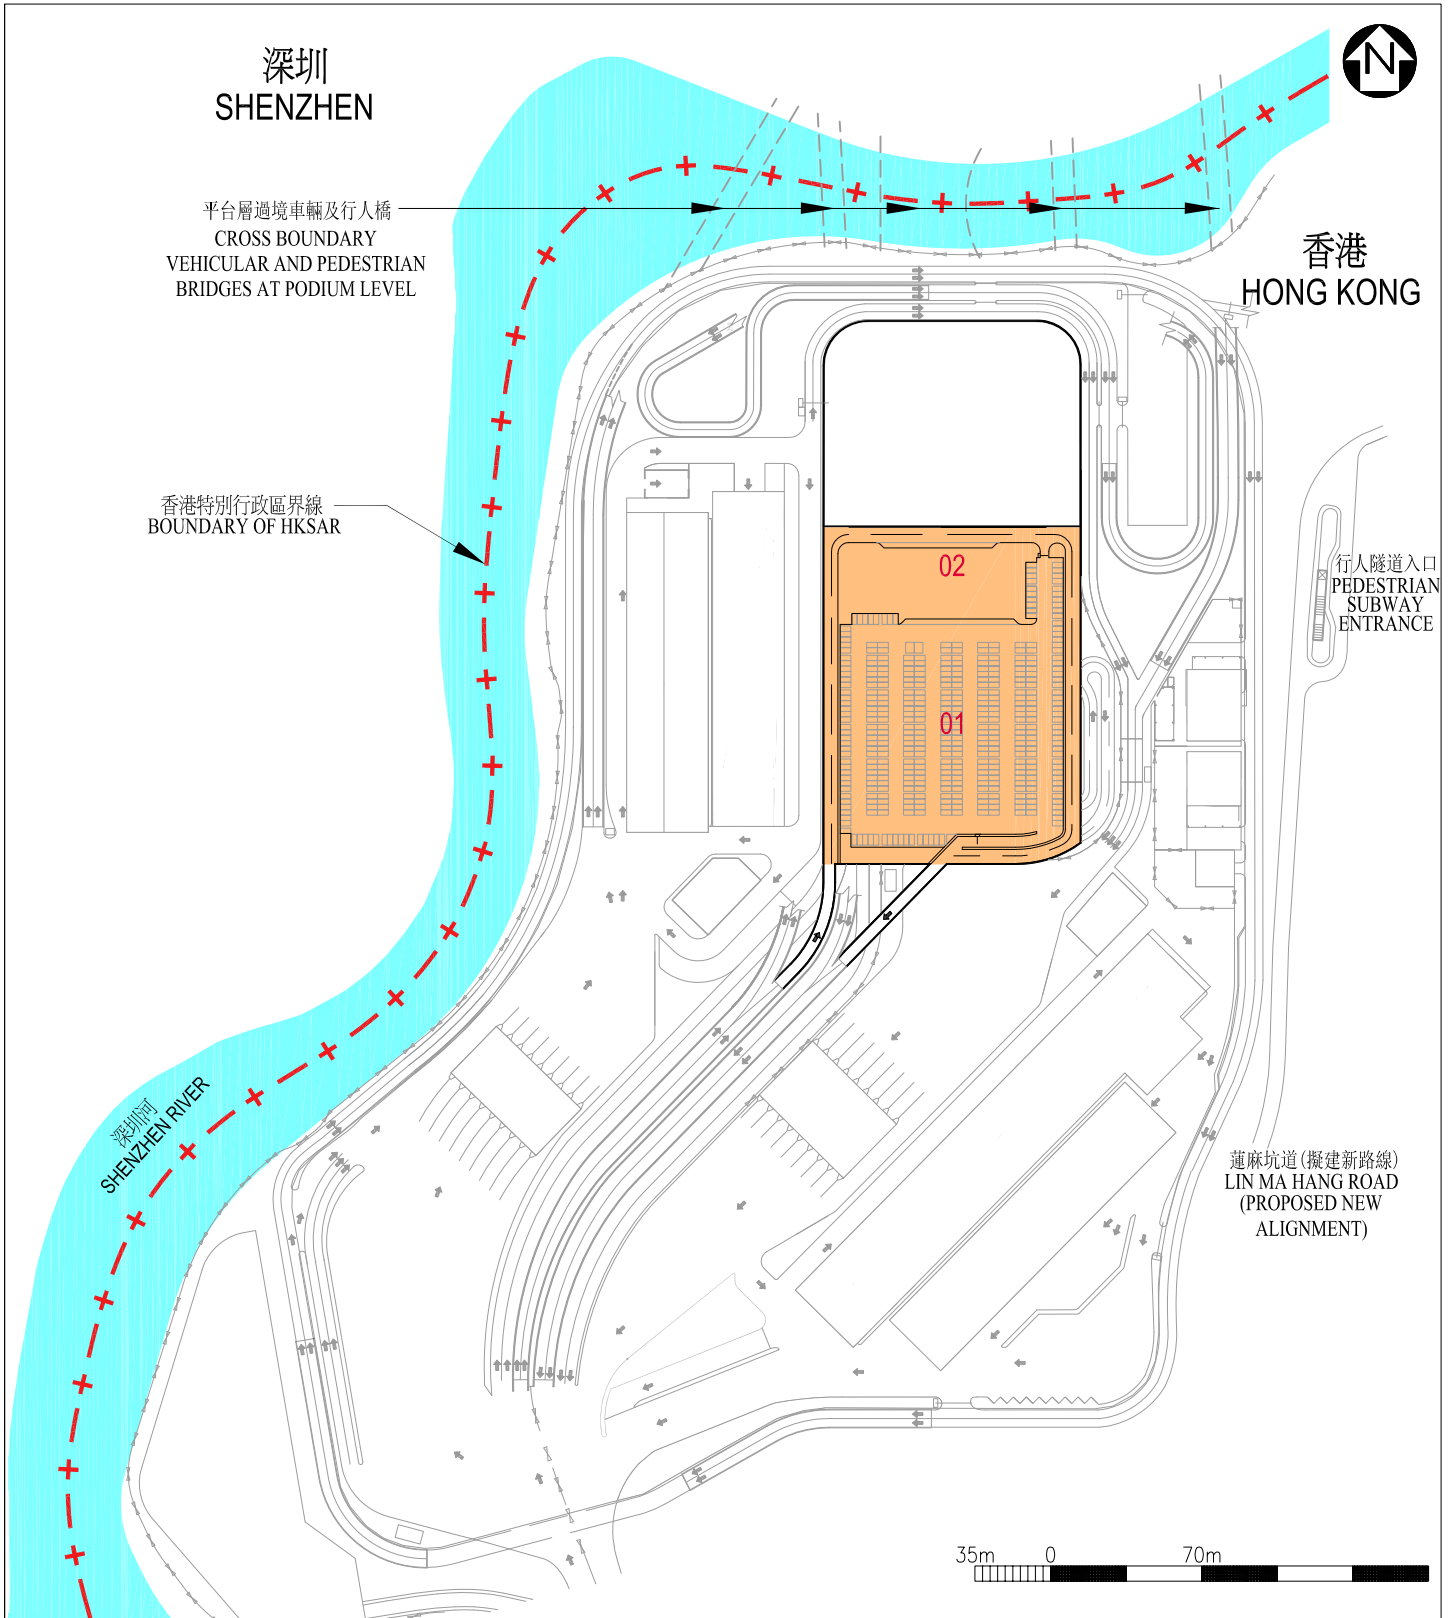 深圳
SHENZHEN
N
平台層過境車輛及行人橋
CROSS BOUNDARY
VEHICULAR AND PEDESTRIAN
BRIDGES AT PODIUM LEVEL
香港
HONG KONG
香港特別行政區界線
BOUNDARY OF HKSAR
02
行人隧道入口
PEDESTRIAN
SUBWAY
ENTRANCE
01
深圳河
SHENZHEN RIVER
蓮麻坑道(擬建新路線)
LIN MA HANG ROAD
(PROPOSED NEW
ALIGNMENT)
35m 0 70m